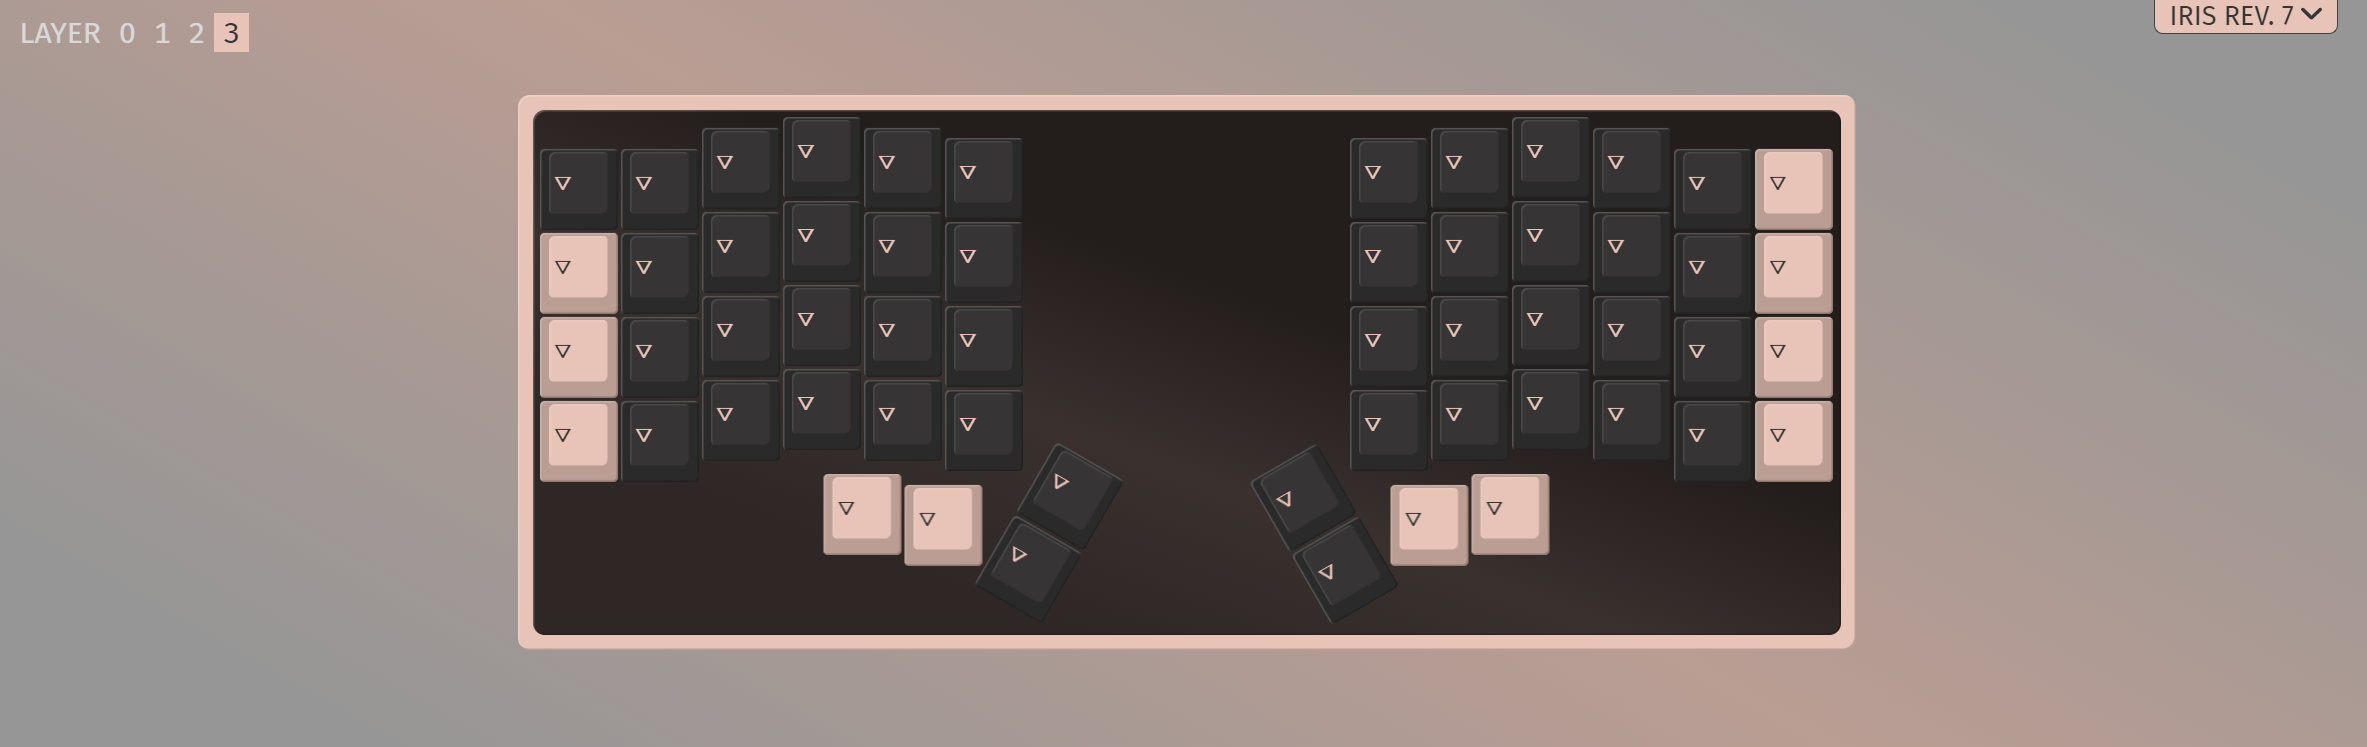 LAYER 0 1 2 3
IRIS REV. 7
▽ ▽ ▽ ▽ ▽ ▽ ▽ ▽ ▽ ▽ ▽ ▽
▽ ▽ ▽ ▽ ▽ ▽ ▽ ▽ ▽ ▽ ▽ ▽
▽ ▽ ▽ ▽ ▽ ▽ ▽ ▽ ▽ ▽ ▽ ▽
▽ ▽ ▽ ▽ ▽ ▽ ▽ ▽ ▽ ▽ ▽ ▽
▽ ▽ ▽ ▽ ▽ ▽
▽ ▽